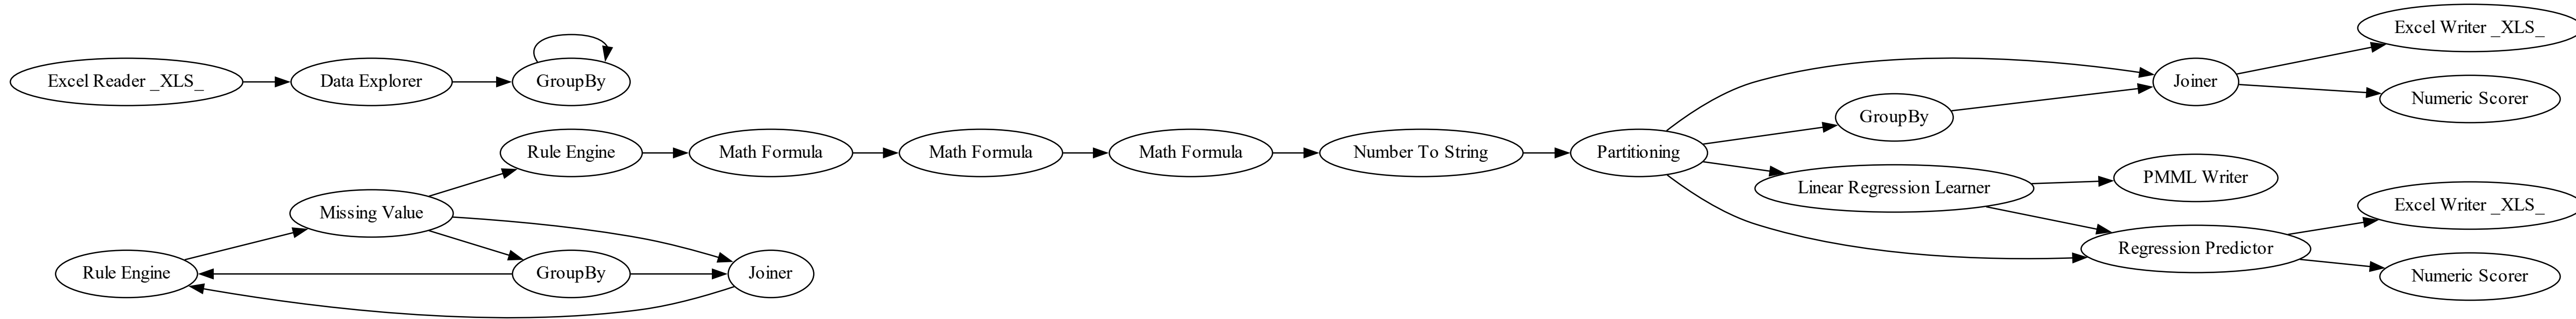 Excel Reader _XLS_
Data Explorer
GroupBy
Rule Engine
Missing Value
GroupBy
Joiner
Rule Engine
Math Formula
Math Formula
Math Formula
Number To String
Partitioning
GroupBy
Joiner
Excel Writer _XLS_
Numeric Scorer
Linear Regression Learner
PMML Writer
Regression Predictor
Excel Writer _XLS_
Numeric Scorer